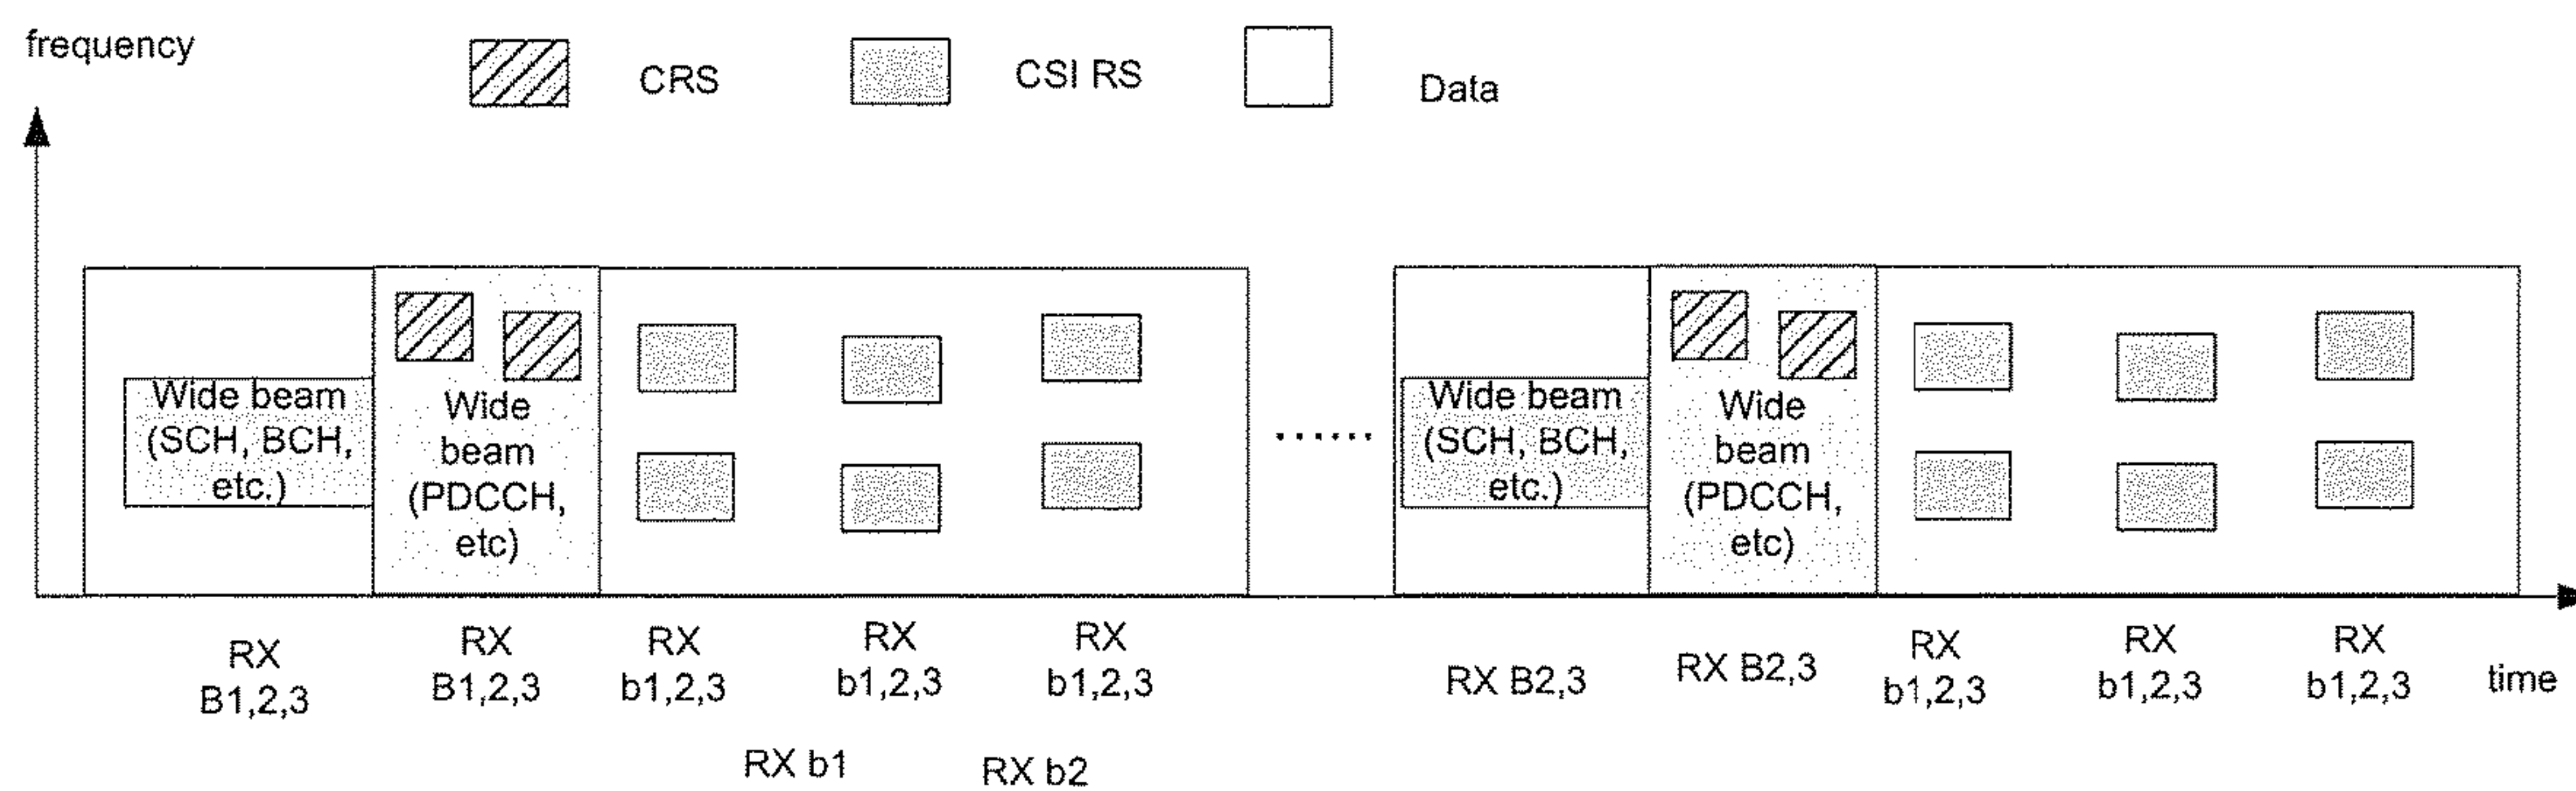 frequency
CRS
CSI RS
Data
Wide beam
(SCH, BCH,
etc.)
Wide
beam
(PDCCH,
etc)
Wide beam
(SCH, BCH,
etc.)
Wide
beam
(PDCCH,
etc)
RX
B1,2,3
RX
B1,2,3
RX
b1,2,3
RX
b1,2,3
RX
b1,2,3
RX B2,3
RX B2,3
RX
b1,2,3
RX
b1,2,3
RX
b1,2,3
time
RX b1
RX b2